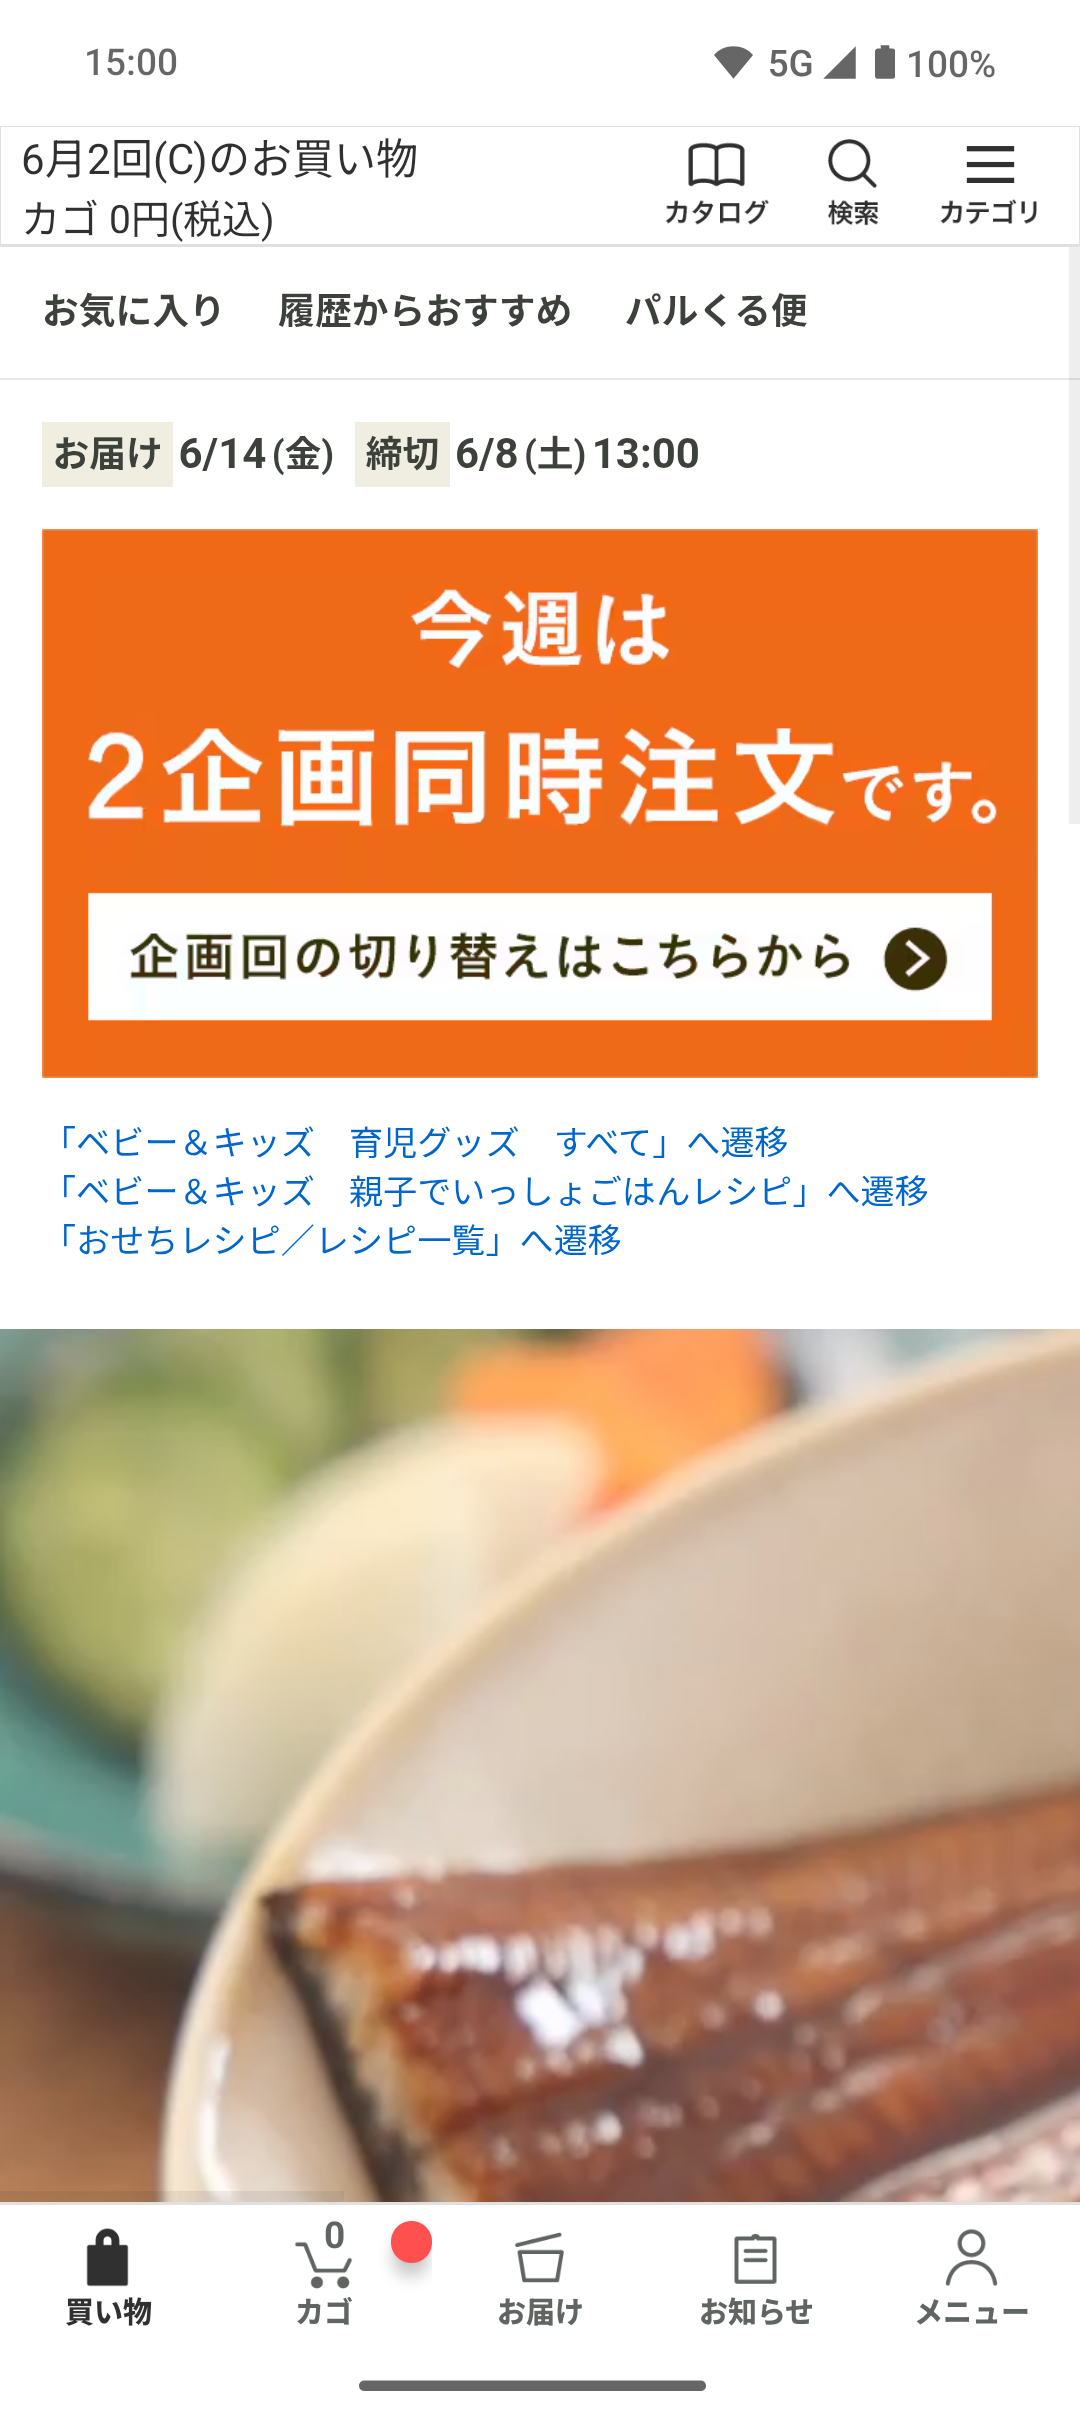 15:00
5G 100%
6月2回(C)のお買い物
カゴ 0円(税込)
カタログ
検索
カテゴリ
お気に入り 履歴からおすすめ パルくる便
お届け 6/14(金) 締切 6/8(土)13:00
今週は
2企画同時注文です。
企画回の切り替えはこちらから
「ベビー＆キッズ　育児グッズ　すべて」へ遷移
「ベビー＆キッズ　親子でいっしょごはんレシピ」へ遷移
「おせちレシピ／レシピ一覧」へ遷移
0
買い物
カゴ
お届け
お知らせ
メニュー